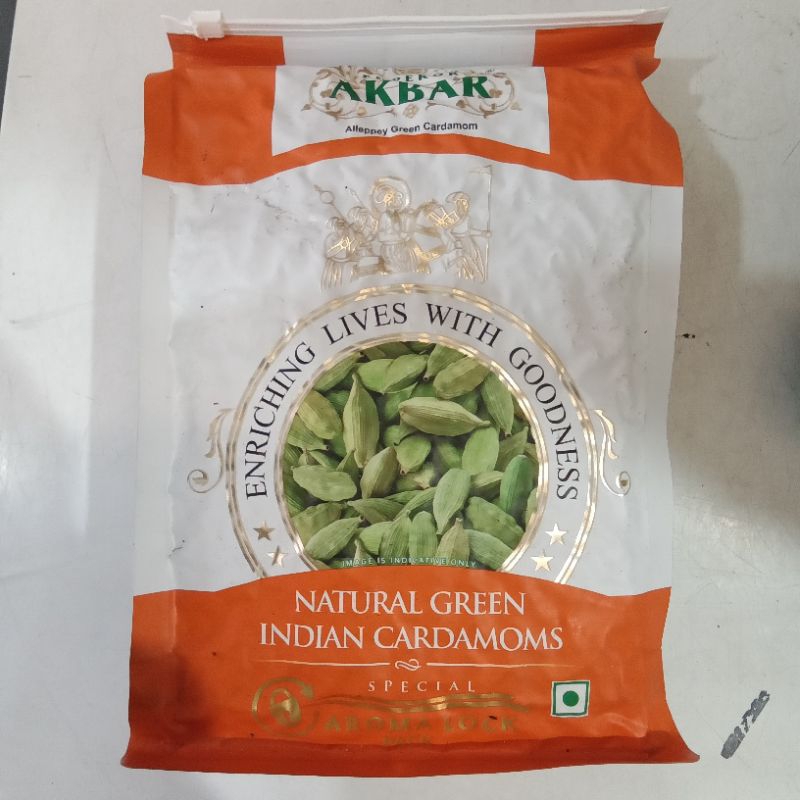 AKBAR
Alleppey Green Cardamom
ENRICHING LIVES WITH GOODNESS
IMAGE IS INDICATIVE ONLY
NATURAL GREEN
INDIAN CARDAMOMS
SPECIAL
AROMA LOCK
PACK